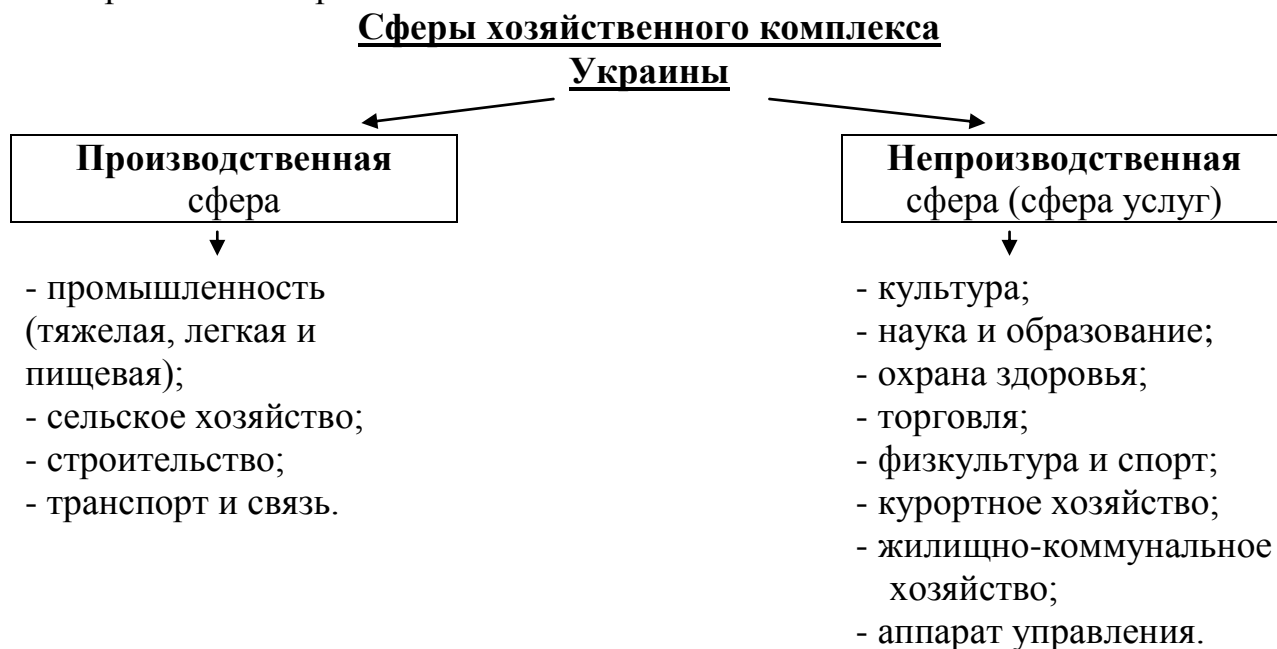 Сферы хозяйственного комплекса
Украины
Производственная
сфера
- промышленность
(тяжелая, легкая и
пищевая);
- сельское хозяйство;
- строительство;
- транспорт и связь.
Непроизводственная
сфера (сфера услуг)
- культура;
- наука и образование;
- охрана здоровья;
- торговля;
- физкультура и спорт;
- курортное хозяйство;
- жилищно-коммунальное
хозяйство;
- аппарат управления.